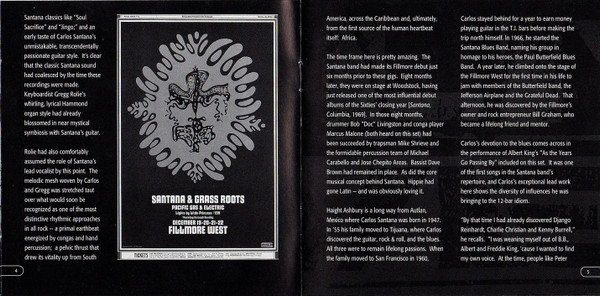 Santana classics like "Soul
Sacrifice" and "Jingo;" and an
early taste of Carlos Santana's
unmistakable, transcendentally
passionate guitar style. It's clear
that the classic Santana sound
had coalesced by the time these
recordings were made.
Keyboardist Gregg Rolie's
whirling, lyrical Hammond
organ style had already
blossomed in near mystical
symbiosis with Santana's guitar.
Rolie had also comfortably
assumed the role of Santana's
lead vocalist by this point. The
melodic mesh woven by Carlos
and Gregg was stretched taut
over what would soon be
recognized as one of the most
distinctive rhythmic approaches
in all rock – a primal earthbeat
energized by congas and hand
percussion; a pelvic thrust that
drew its vitality up from South
4
SANTANA & GRASS ROOTS
PACIFIC GAS & ELECTRIC
Lights by Little Princess
DECEMBER 19-20-21-22
FILLMORE WEST
TICKETS
America, across the Caribbean and, ultimately,
from the first source of the human heartbeat
itself: Africa.
The time frame here is pretty amazing. The
Santana band had made its Fillmore debut just
six months prior to these gigs. Eight months
later, they were on stage at Woodstock, having
just released one of the most influential debut
albums of the Sixties' closing year [Santana,
Columbia, 1969]. In those eight months,
drummer Bob "Doc" Livingston and conga player
Marcus Malone (both heard on this set) had
been succeeded by trapsman Mike Shrieve and
the formidable percussion team of Michael
Carabello and Jose Chepito Areas. Bassist Dave
Brown had remained in place. As did the core
musical concept behind Santana. Hippie had
gone Latin – and was obviously loving it.
Haight Ashbury is a long way from Autlan,
Mexico where Carlos Santana was born in 1947.
In '55 his family moved to Tijuana, where Carlos
discovered the guitar, rock & roll, and the blues.
All three were to remain lifelong passions. When
the family moved to San Francisco in 1960,
Carlos stayed behind for a year to earn money
playing guitar in the T.J. bars before making the
trip north himself. In 1966, he started the
Santana Blues Band, naming his group in
homage to his heroes, the Paul Butterfield Blues
Band. A year later, he climbed onto the stage of
the Fillmore West for the first time in his life to
jam with members of the Butterfield band, the
Jefferson Airplane and the Grateful Dead. That
afternoon, he was discovered by the Fillmore's
owner and rock entrepreneur Bill Graham, who
became a lifelong friend and mentor.
Carlos's devotion to the blues comes across in
the performance of Albert King's "As the Years
Go Passing By" included on this set. It was one
of the first songs in the Santana band's
repertoire, and Carlos's exceptional lead work
here shows the diversity of influences he was
bringing to the 12-bar idiom.
"By that time I had already discovered Django
Reinhardt, Charlie Christian and Kenny Burrell,"
he recalls. "I was weaning myself out of B.B.,
Albert and Freddie King, 'cause I wanted to find
my own voice. At the time, people like Peter
5